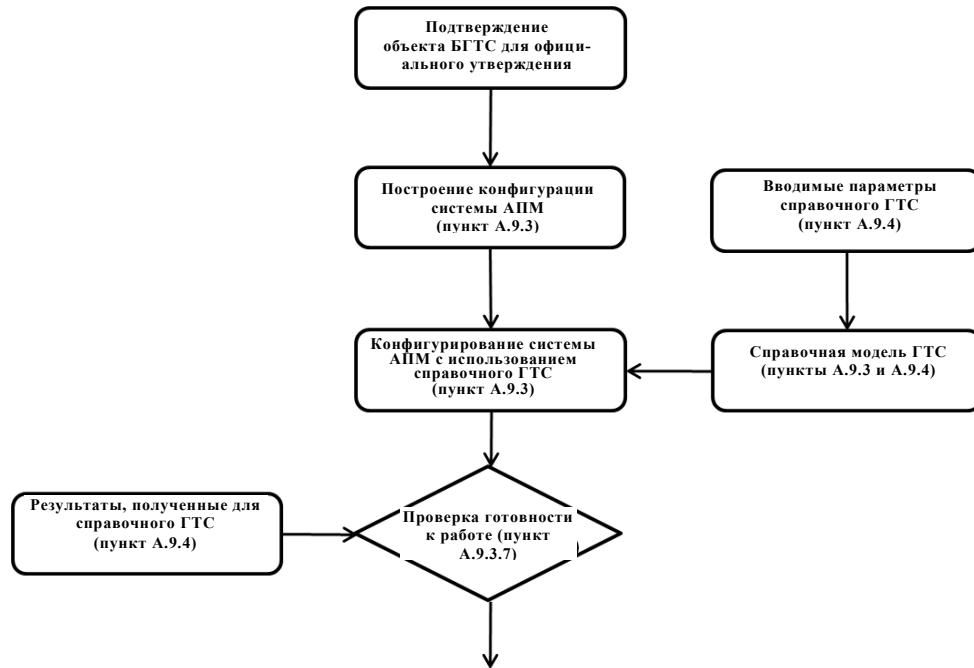 Подтверждение
объекта БГТС для офици-
ального утверждения
Построение конфигурации
системы АПМ
(пункт А.9.3)
Вводимые параметры
справочного ГТС
(пункт А.9.4)
Конфигурирование системы
АПМ с использованием
справочного ГТС
(пункт А.9.3)
Справочная модель ГТС
(пункты А.9.3 и А.9.4)
Результаты, полученные для
справочного ГТС
(пункт А.9.4)
Проверка готовности
к работе (пункт
А.9.3.7)